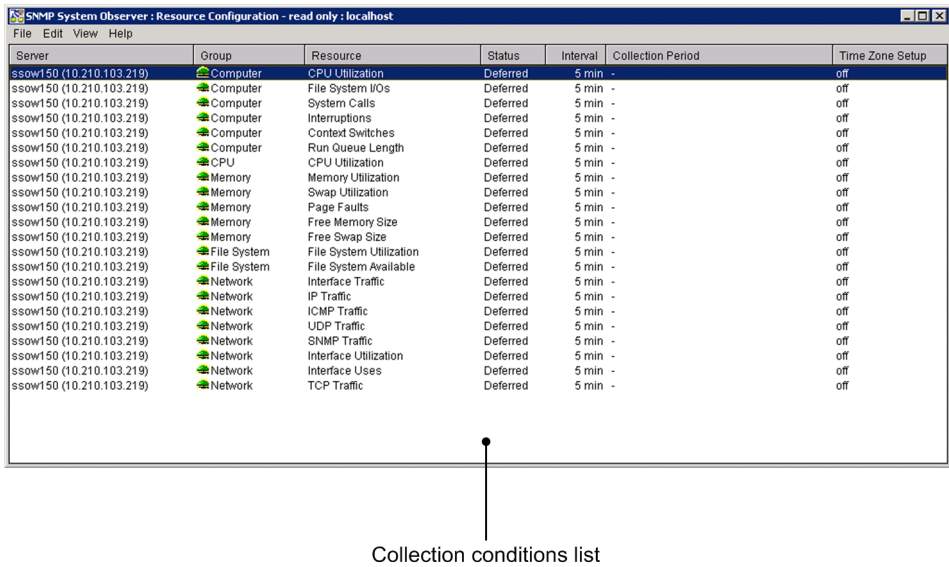 SNMP System Observer : Resource Configuration - read only : localhost
File Edit View Help
Server Group Resource Status Interval Collection Period Time Zone Setup
ssow150 (10.210.103.219) Computer CPU Utilization Deferred 5 min - off
ssow150 (10.210.103.219) Computer File System I/Os Deferred 5 min - off
ssow150 (10.210.103.219) Computer System Calls Deferred 5 min - off
ssow150 (10.210.103.219) Computer Interruptions Deferred 5 min - off
ssow150 (10.210.103.219) Computer Context Switches Deferred 5 min - off
ssow150 (10.210.103.219) Computer Run Queue Length Deferred 5 min - off
ssow150 (10.210.103.219) CPU CPU Utilization Deferred 5 min - off
ssow150 (10.210.103.219) Memory Memory Utilization Deferred 5 min - off
ssow150 (10.210.103.219) Memory Swap Utilization Deferred 5 min - off
ssow150 (10.210.103.219) Memory Page Faults Deferred 5 min - off
ssow150 (10.210.103.219) Memory Free Memory Size Deferred 5 min - off
ssow150 (10.210.103.219) Memory Free Swap Size Deferred 5 min - off
ssow150 (10.210.103.219) File System File System Utilization Deferred 5 min - off
ssow150 (10.210.103.219) File System File System Available Deferred 5 min - off
ssow150 (10.210.103.219) Network Interface Traffic Deferred 5 min - off
ssow150 (10.210.103.219) Network IP Traffic Deferred 5 min - off
ssow150 (10.210.103.219) Network ICMP Traffic Deferred 5 min - off
ssow150 (10.210.103.219) Network UDP Traffic Deferred 5 min - off
ssow150 (10.210.103.219) Network SNMP Traffic Deferred 5 min - off
ssow150 (10.210.103.219) Network Interface Utilization Deferred 5 min - off
ssow150 (10.210.103.219) Network Interface Uses Deferred 5 min - off
ssow150 (10.210.103.219) Network TCP Traffic Deferred 5 min - off
Collection conditions list